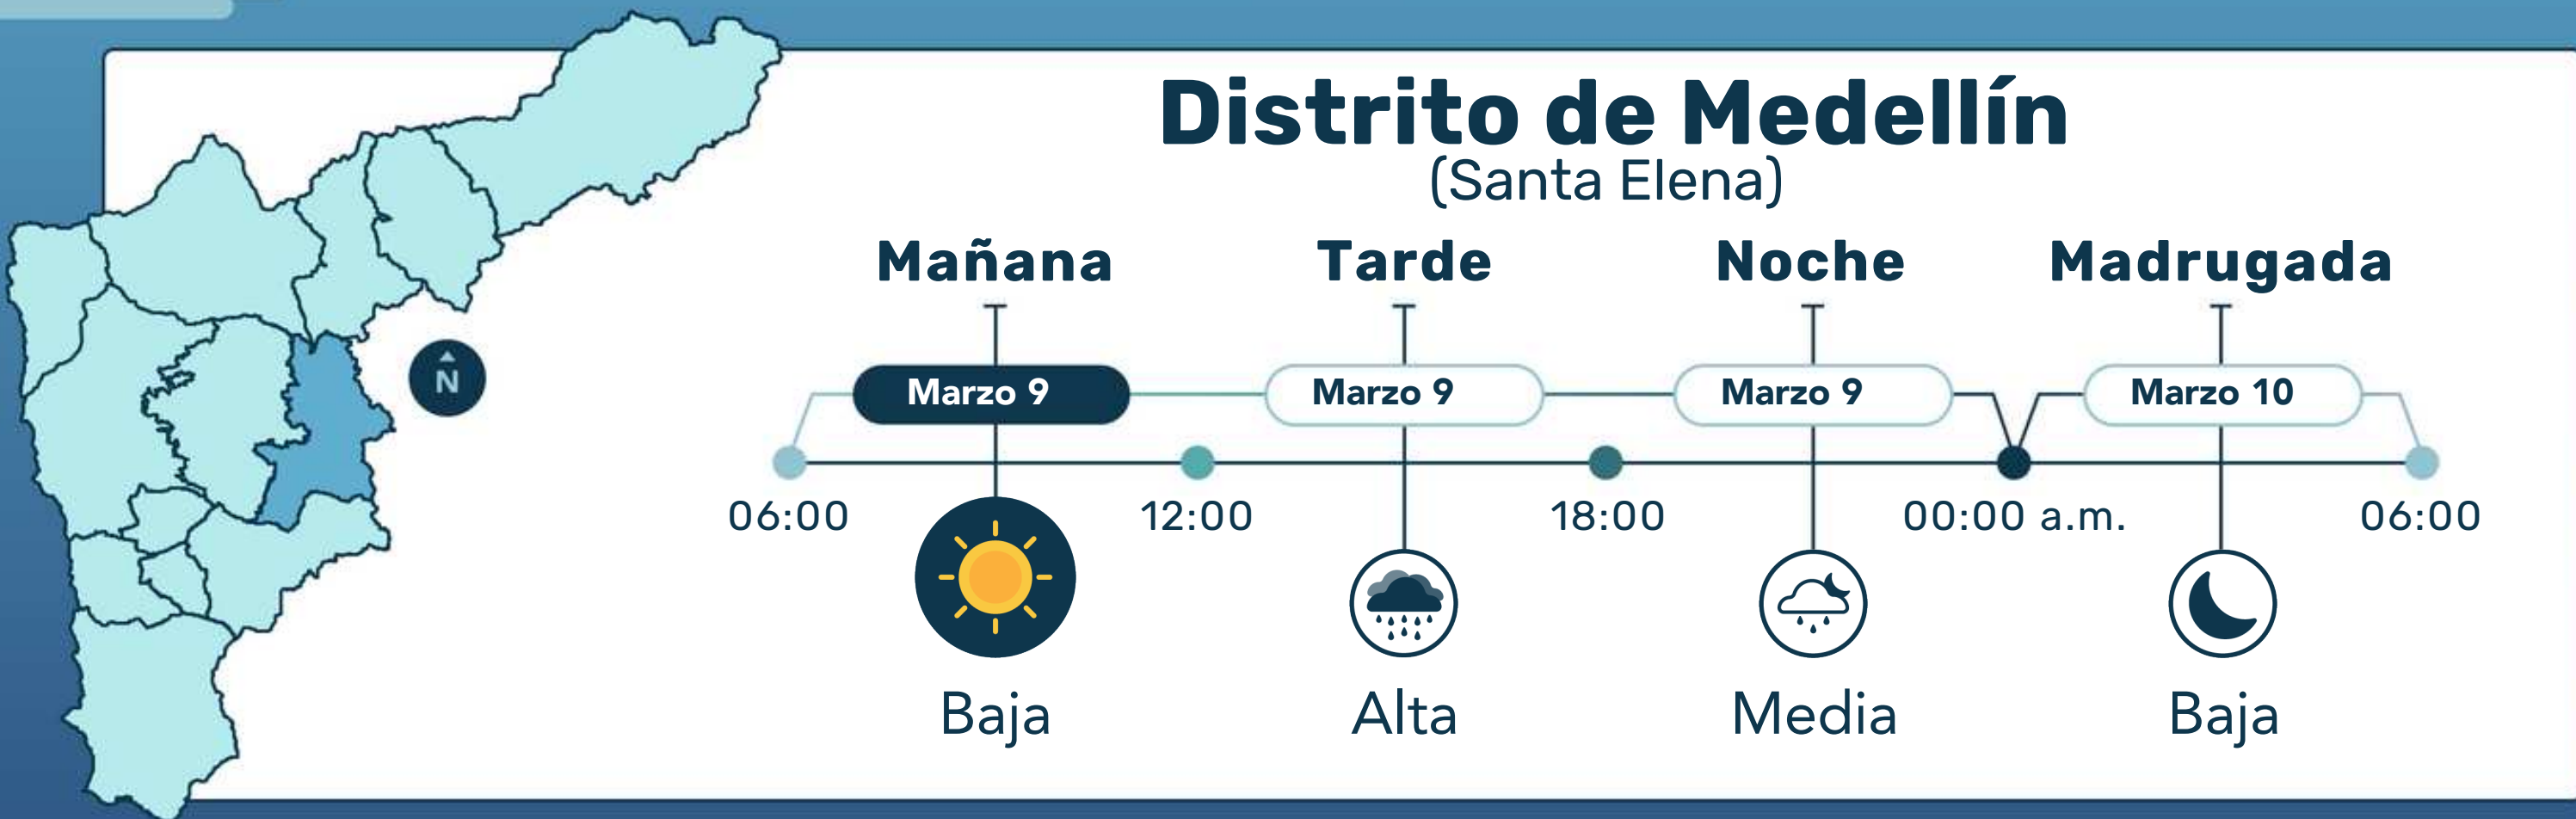 Distrito de Medellín
(Santa Elena)
Mañana Tarde Noche Madrugada
N
Marzo 9 Marzo 9 Marzo 9 Marzo 10
06:00 12:00 18:00 00:00 a.m. 06:00
Baja Alta Media Baja